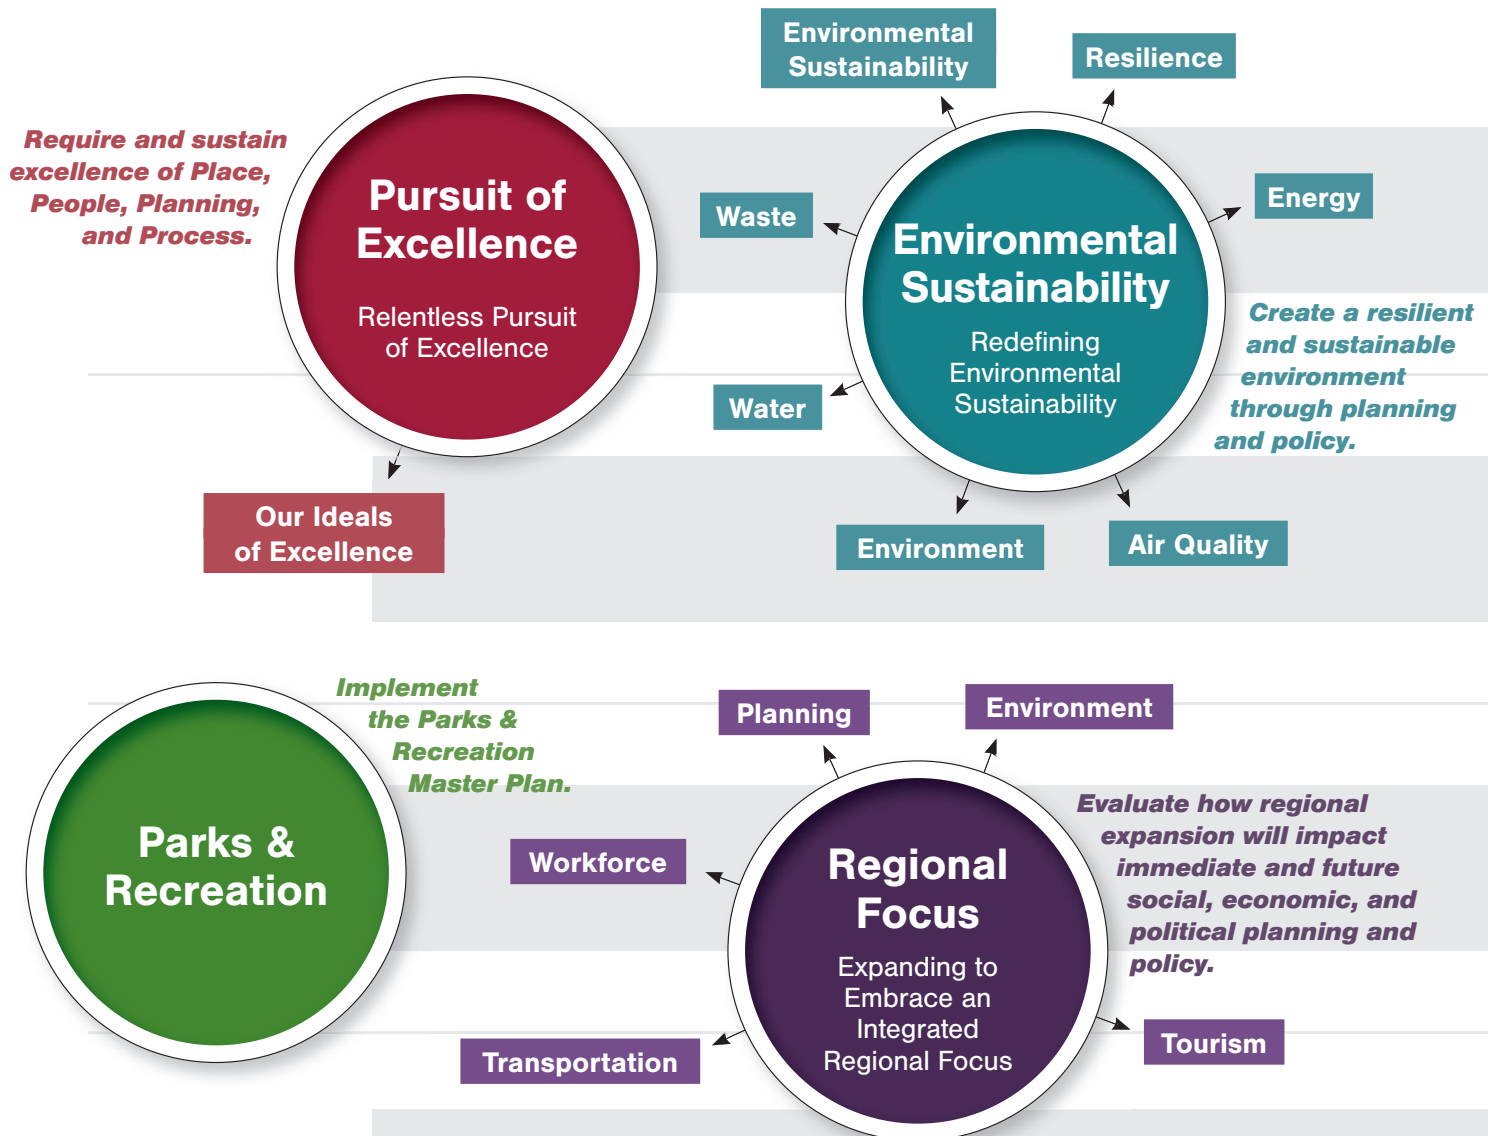 Require and sustain
excellence of Place,
People, Planning,
and Process.
Pursuit of
Excellence
Relentless Pursuit
of Excellence
Our Ideals
of Excellence
Environmental
Sustainability
Resilience
Waste
Energy
Environmental
Sustainability
Redefining
Environmental
Sustainability
Create a resilient
and sustainable
environment
through planning
and policy.
Water
Environment
Air Quality
Implement
the Parks &
Recreation
Master Plan.
Parks &
Recreation
Planning
Environment
Workforce
Regional
Focus
Expanding to
Embrace an
Integrated
Regional Focus
Evaluate how regional
expansion will impact
immediate and future
social, economic, and
political planning and
policy.
Transportation
Tourism